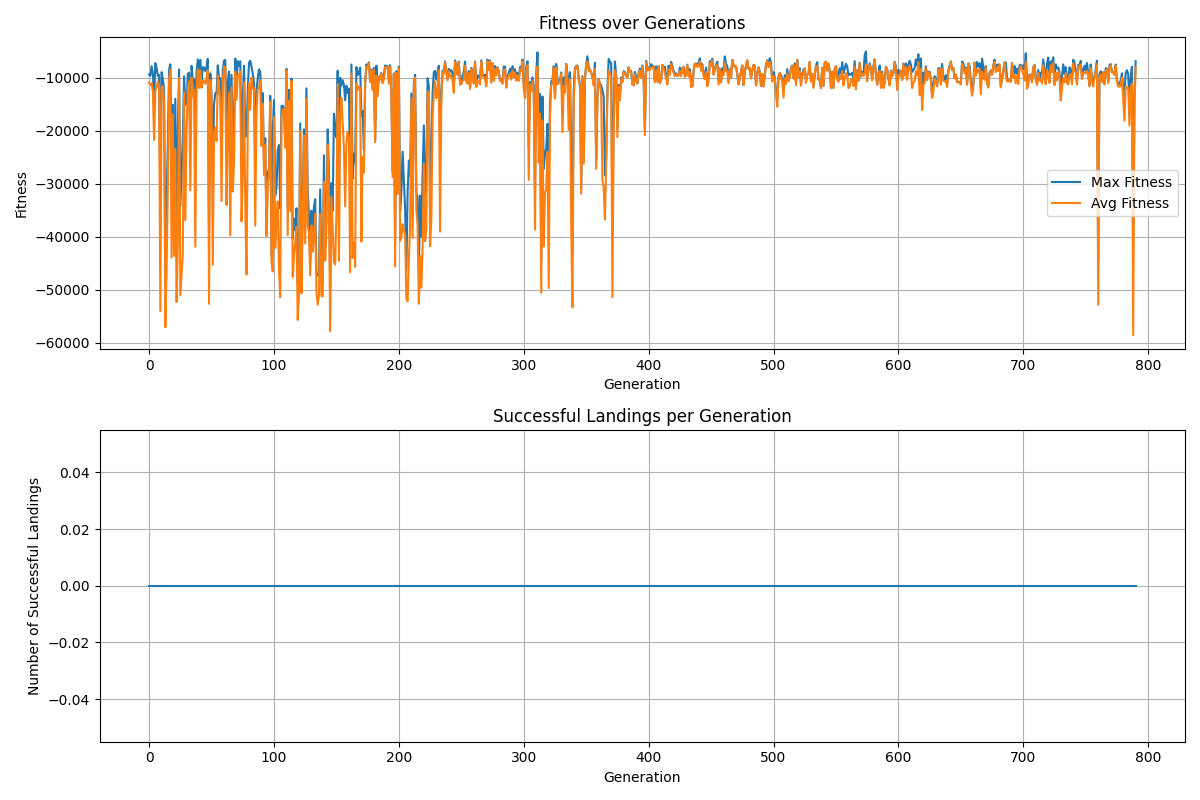 Fitness over Generations
−10000
−20000
−30000
−40000
−50000
−60000
Fitness
Max Fitness
Avg Fitness
0 100 200 300 400 500 600 700 800
Generation
Successful Landings per Generation
0.04
0.02
0.00
−0.02
−0.04
Number of Successful Landings
0 100 200 300 400 500 600 700 800
Generation